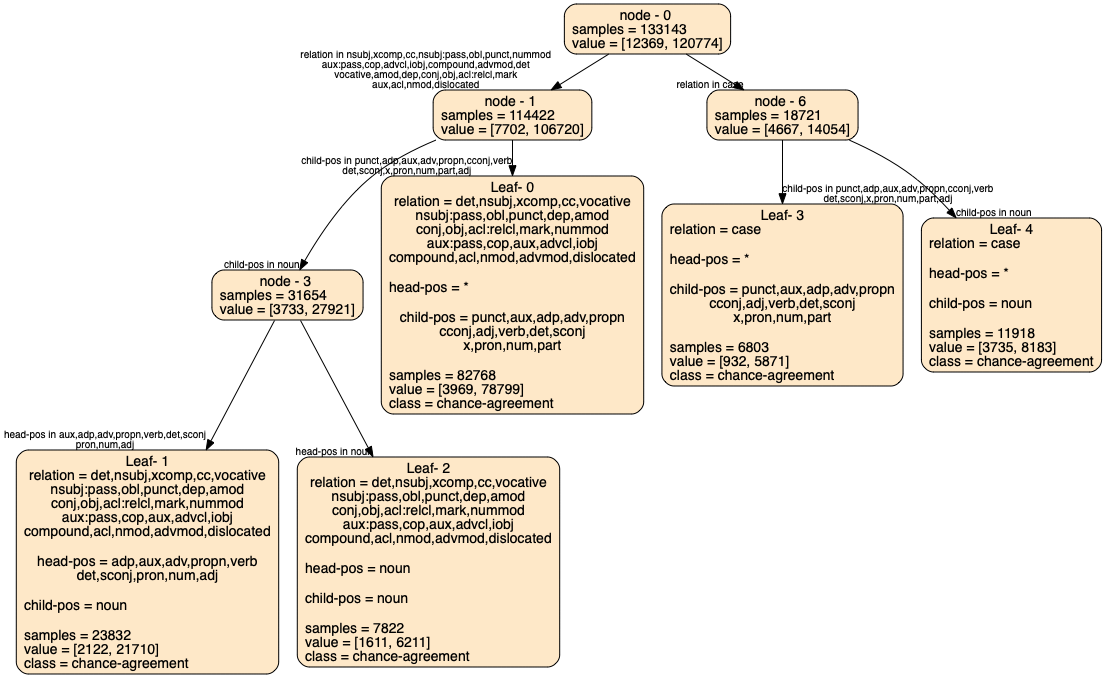 node - 0
samples = 133143
value = [12369, 120774]
relation in nsubj,xcomp,cc,nsubj:pass,obl,punct,nummod
aux:pass,cop,advcl,iobj,compound,advmod,det
vocative,amod,dep,conj,obj,acl:relcl,mark
aux,acl,nmod,dislocated
relation in case
node - 1
samples = 114422
value = [7702, 106720]
node - 6
samples = 18721
value = [4667, 14054]
child-pos in punct,adp,aux,adv,propn,cconj,verb
det,sconj,x,pron,num,part,adj
child-pos in noun
child-pos in punct,adp,aux,adv,propn,cconj,verb
det,sconj,x,pron,num,part,adj
child-pos in noun
node - 3
samples = 31654
value = [3733, 27921]
Leaf- 0
relation = det,nsubj,xcomp,cc,vocative
nsubj:pass,obl,punct,dep,amod
conj,obj,acl:relcl,mark,nummod
aux:pass,cop,aux,advcl,iobj
compound,acl,nmod,advmod,dislocated
head-pos = *
child-pos = punct,aux,adp,adv,propn
cconj,adj,verb,det,sconj
x,pron,num,part
samples = 82768
value = [3969, 78799]
class = chance-agreement
Leaf- 3
relation = case
head-pos = *
child-pos = punct,aux,adp,adv,propn
cconj,adj,verb,det,sconj
x,pron,num,part
samples = 6803
value = [932, 5871]
class = chance-agreement
Leaf- 4
relation = case
head-pos = *
child-pos = noun
samples = 11918
value = [3735, 8183]
class = chance-agreement
head-pos in aux,adp,adv,propn,verb,det,sconj
pron,num,adj
head-pos in noun
Leaf- 1
relation = det,nsubj,xcomp,cc,vocative
nsubj:pass,obl,punct,dep,amod
conj,obj,acl:relcl,mark,nummod
aux:pass,cop,aux,advcl,iobj
compound,acl,nmod,advmod,dislocated
head-pos = adp,aux,adv,propn,verb
det,sconj,pron,num,adj
child-pos = noun
samples = 23832
value = [2122, 21710]
class = chance-agreement
Leaf- 2
relation = det,nsubj,xcomp,cc,vocative
nsubj:pass,obl,punct,dep,amod
conj,obj,acl:relcl,mark,nummod
aux:pass,cop,aux,advcl,iobj
compound,acl,nmod,advmod,dislocated
head-pos = noun
child-pos = noun
samples = 7822
value = [1611, 6211]
class = chance-agreement